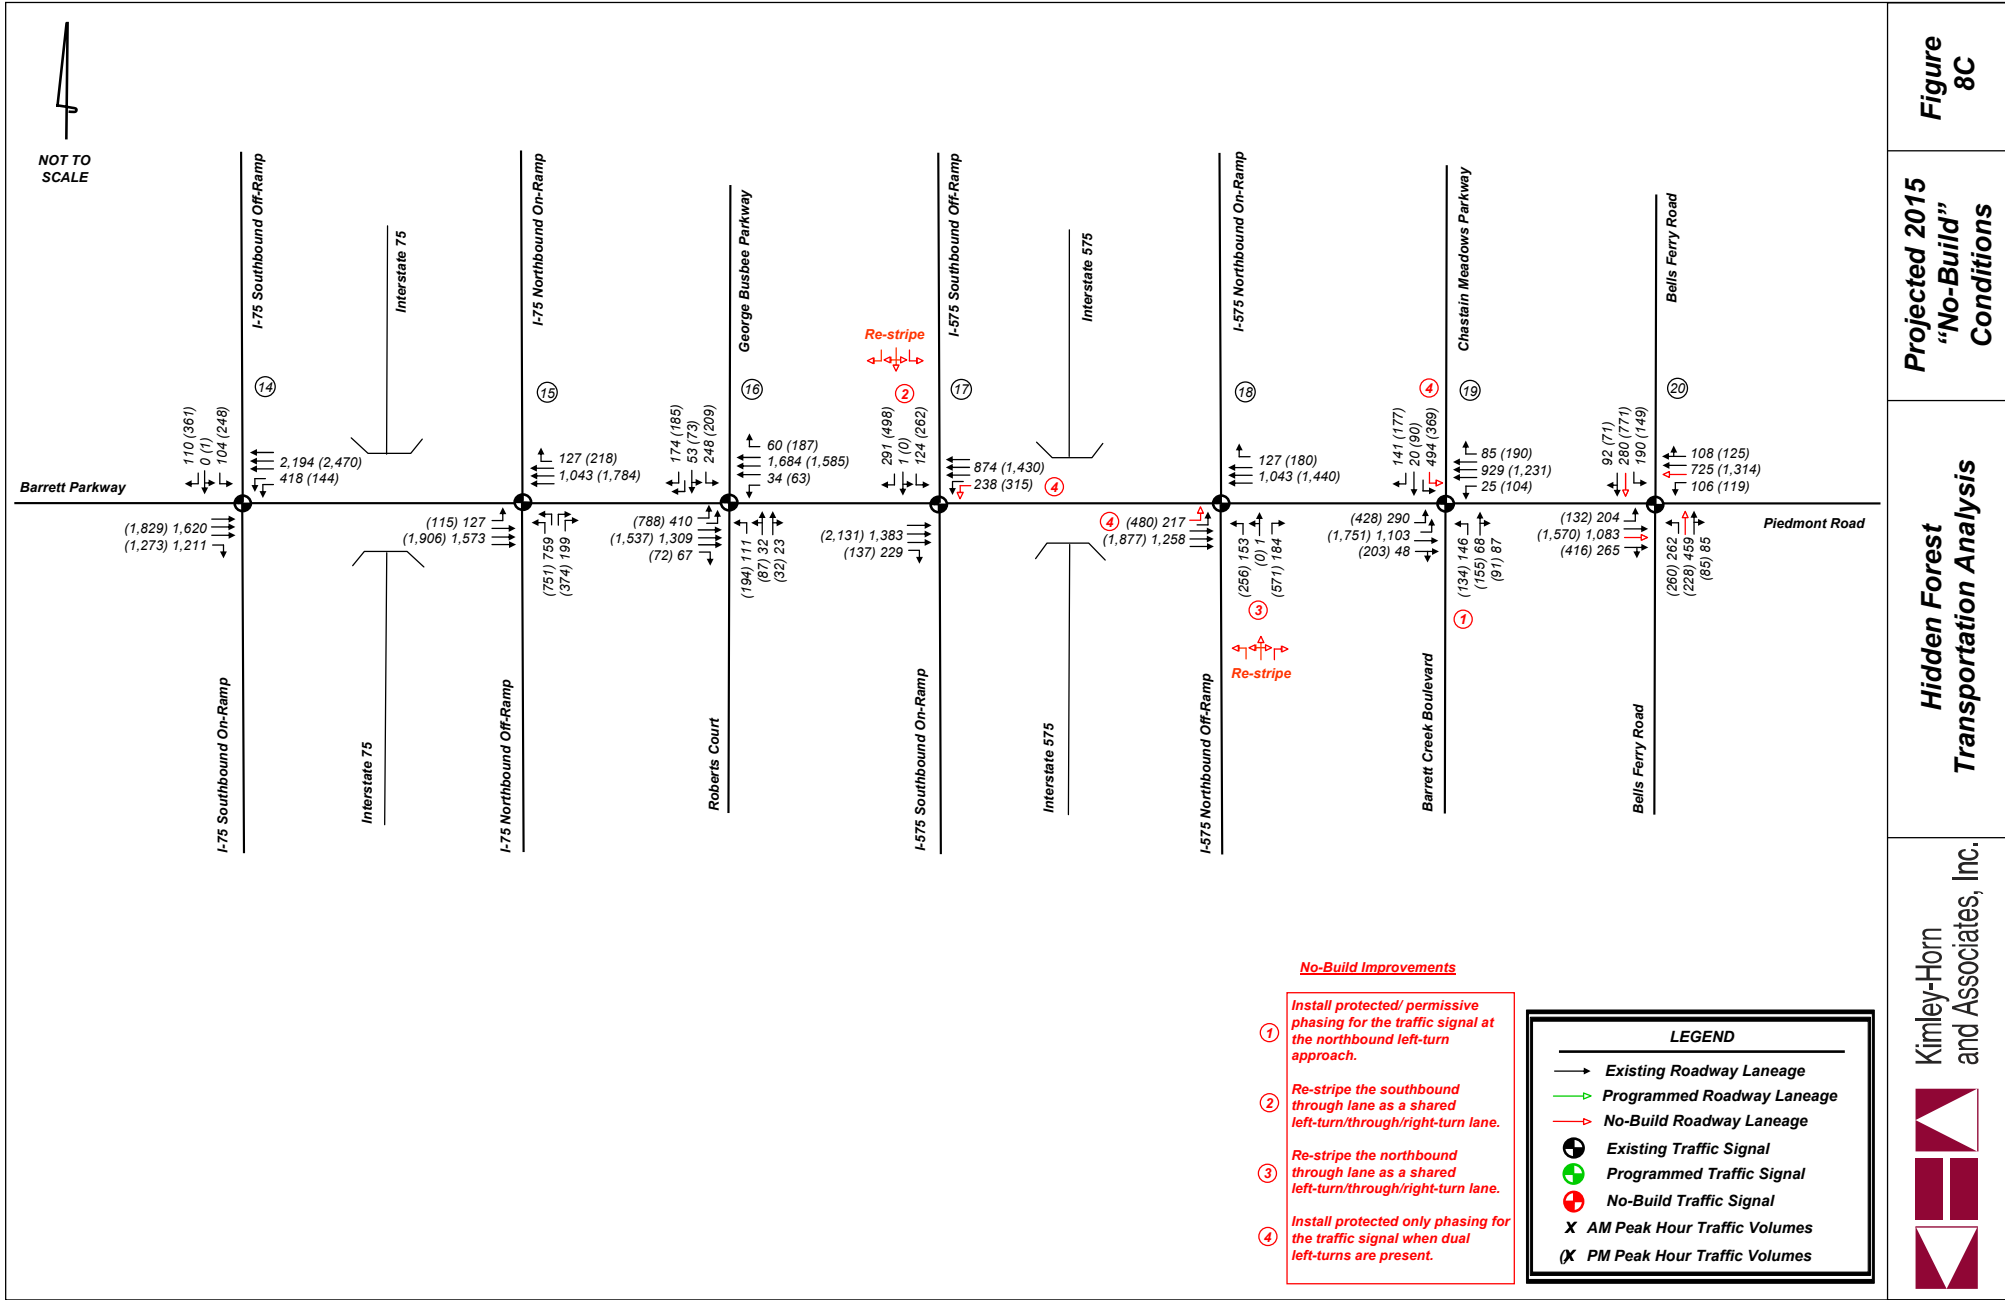 NOT TO
SCALE
I-75 Southbound Off-Ramp
Interstate 75
I-75 Northbound On-Ramp
George Busbee Parkway
I-575 Southbound Off-Ramp
Interstate 575
I-575 Northbound On-Ramp
Chastain Meadows Parkway
Bells Ferry Road
Re-stripe
14
15
16
2
17
18
4
19
20
110 (361)
0 (1)
104 (248)
2,194 (2,470)
418 (144)
127 (218)
1,043 (1,784)
174 (185)
53 (73)
248 (209)
60 (187)
1,684 (1,585)
34 (63)
291 (498)
1 (0)
124 (262)
874 (1,430)
238 (315)
4
127 (180)
1,043 (1,440)
141 (177)
20 (90)
494 (369)
85 (190)
929 (1,231)
25 (104)
92 (71)
280 (771)
190 (149)
108 (125)
725 (1,314)
106 (119)
Barrett Parkway
Piedmont Road
(1,829) 1,620
(1,273) 1,211
(115) 127
(1,906) 1,573
(751) 759
(374) 199
(788) 410
(1,537) 1,309
(72) 67
(194) 111
(87) 32
(32) 23
(2,131) 1,383
(137) 229
4
(480) 217
(1,877) 1,258
(256) 153
(0) 1
(571) 184
3
Re-stripe
(428) 290
(1,751) 1,103
(203) 48
(134) 146
(155) 68
(91) 87
1
(132) 204
(1,570) 1,083
(416) 265
(260) 262
(228) 459
(85) 85
I-75 Southbound On-Ramp
Interstate 75
I-75 Northbound Off-Ramp
Roberts Court
I-575 Southbound On-Ramp
Interstate 575
I-575 Northbound Off-Ramp
Barrett Creek Boulevard
Bells Ferry Road
No-Build Improvements
1
Install protected/ permissive
phasing for the traffic signal at
the northbound left-turn
approach.
2
Re-stripe the southbound
through lane as a shared
left-turn/through/right-turn lane.
3
Re-stripe the northbound
through lane as a shared
left-turn/through/right-turn lane.
4
Install protected only phasing for
the traffic signal when dual
left-turns are present.
LEGEND
Existing Roadway Laneage
Programmed Roadway Laneage
No-Build Roadway Laneage
Existing Traffic Signal
Programmed Traffic Signal
No-Build Traffic Signal
X AM Peak Hour Traffic Volumes
(X PM Peak Hour Traffic Volumes
Figure
8C
Projected 2015
“No-Build”
Conditions
Hidden Forest
Transportation Analysis
Kimley-Horn
and Associates, Inc.